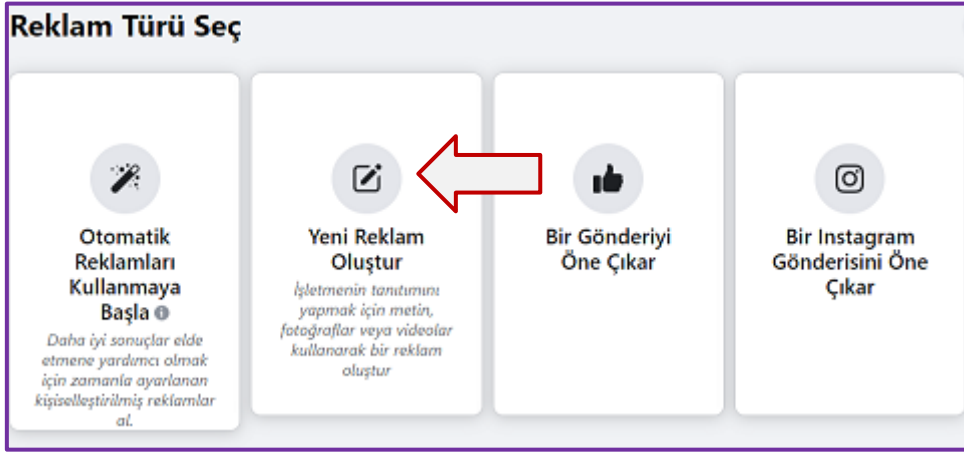 Reklam Türü Seç
Otomatik
Reklamları
Kullanmaya
Başla
Daha iyi sonuçlar elde
etmene yardımcı olmak
için zamanla ayarlanan
kişiselleştirilmiş reklamlar
al.
Yeni Reklam
Oluştur
İşletmenin tanıtımını
yapmak için metin,
fotoğraflar veya videolar
kullanarak bir reklam
oluştur
Bir Gönderiyi
Öne Çıkar
Bir Instagram
Gönderisini Öne
Çıkar